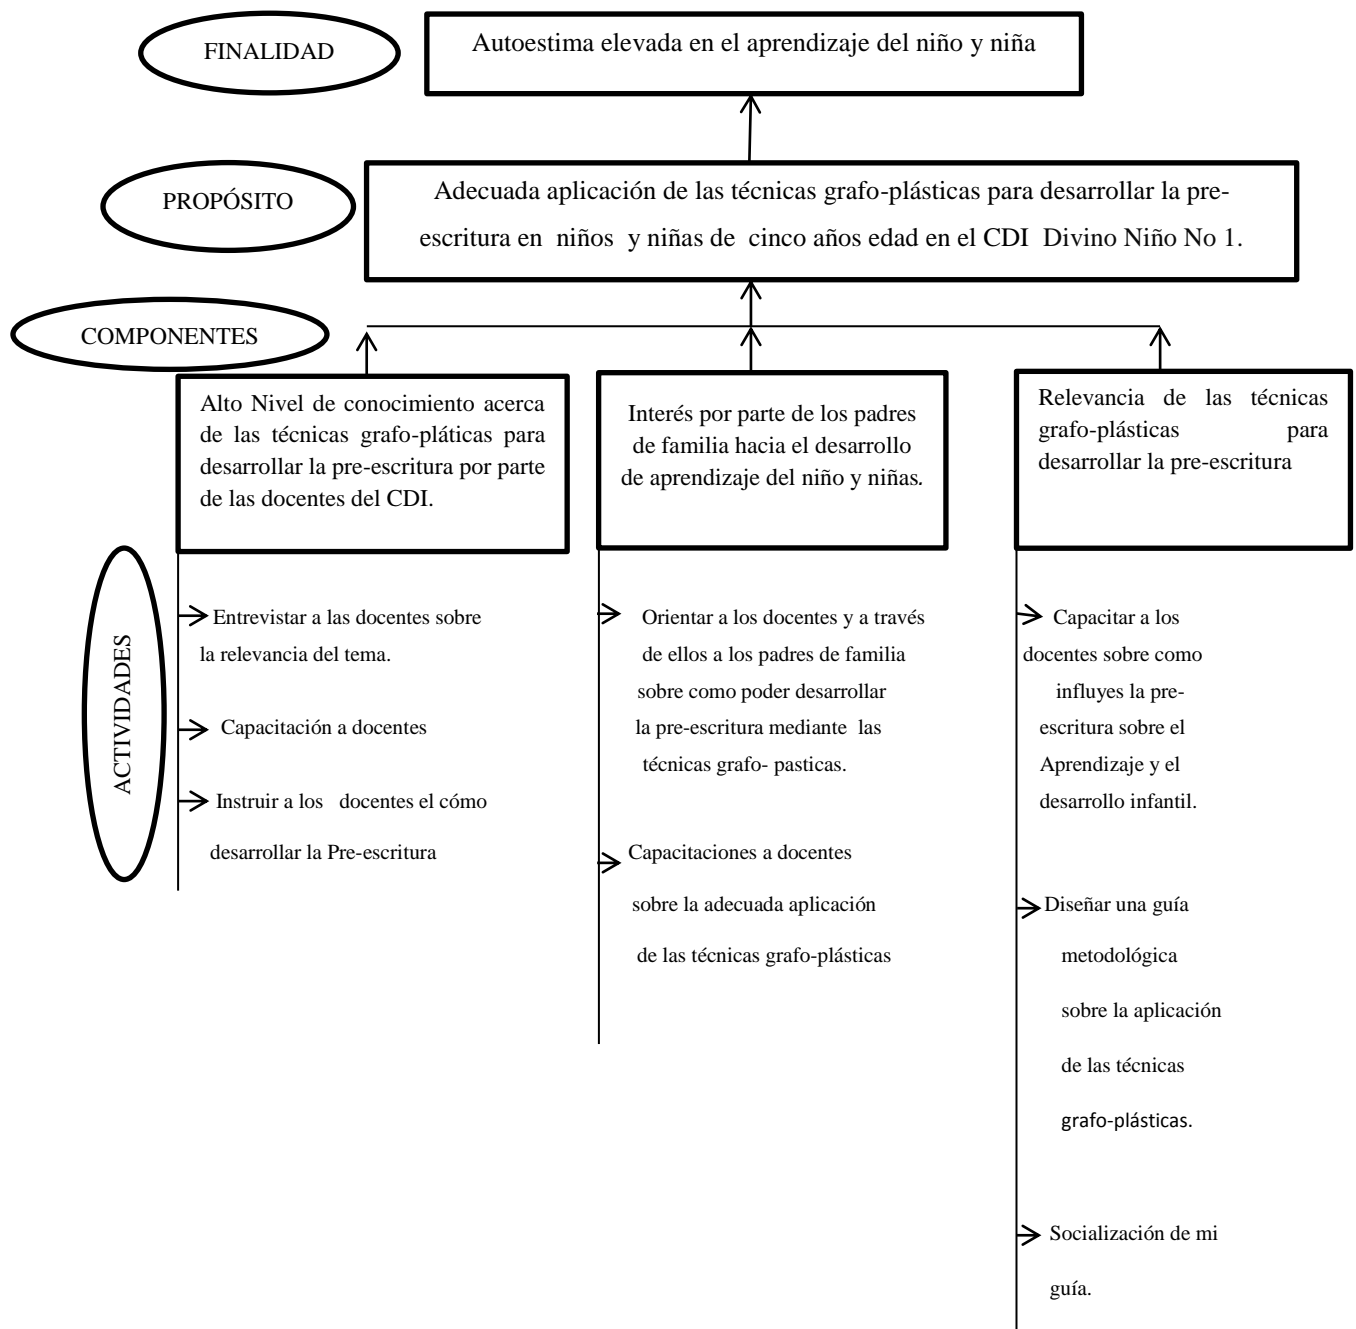 FINALIDAD
Autoestima elevada en el aprendizaje del niño y niña
PROPÓSITO
Adecuada aplicación de las técnicas grafo-plásticas para desarrollar la pre-
escritura en niños y niñas de cinco años edad en el CDI Divino Niño No 1.
COMPONENTES
Alto Nivel de conocimiento acerca
de las técnicas grafo-pláticas para
desarrollar la pre-escritura por parte
de las docentes del CDI.
Interés por parte de los padres
de familia hacia el desarrollo
de aprendizaje del niño y niñas.
Relevancia de las técnicas
grafo-plásticas para
desarrollar la pre-escritura
ACTIVIDADES
Entrevistar a las docentes sobre
la relevancia del tema.
Capacitación a docentes
Instruir a los docentes el cómo
desarrollar la Pre-escritura
Orientar a los docentes y a través
de ellos a los padres de familia
sobre como poder desarrollar
la pre-escritura mediante las
técnicas grafo- pasticas.
Capacitaciones a docentes
sobre la adecuada aplicación
de las técnicas grafo-plásticas
Capacitar a los
docentes sobre como
influyes la pre-
escritura sobre el
Aprendizaje y el
desarrollo infantil.
Diseñar una guía
metodológica
sobre la aplicación
de las técnicas
grafo-plásticas.
Socialización de mi
guía.